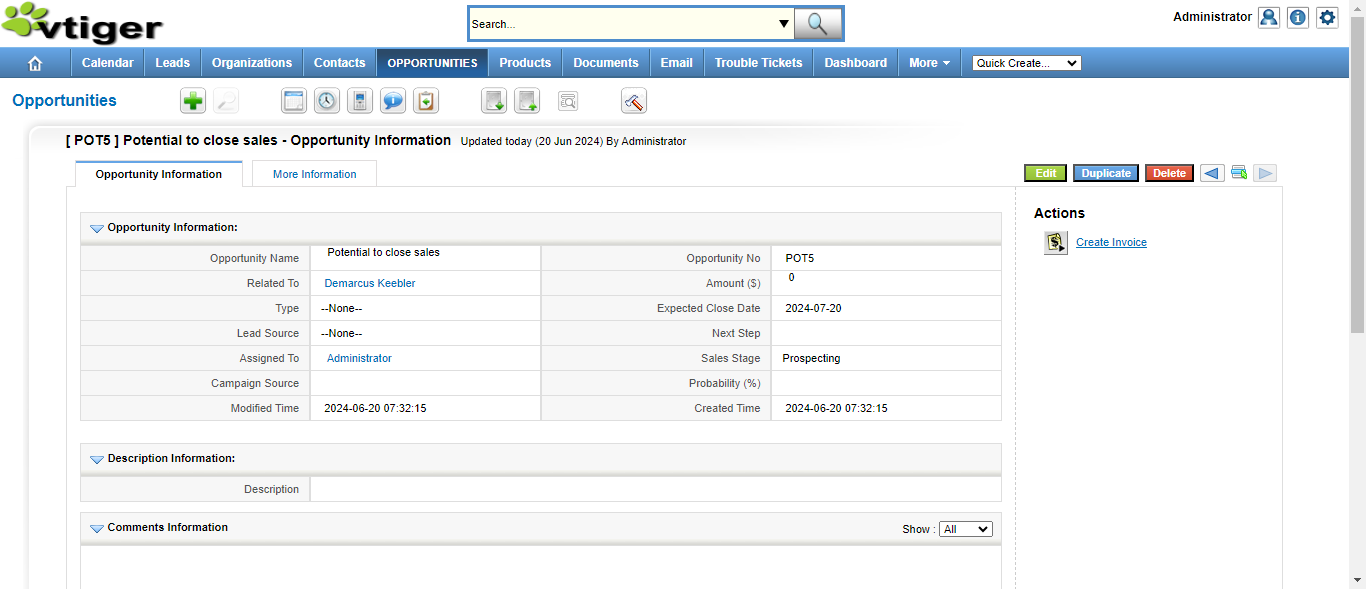 vtiger
Search...
Administrator
Calendar Leads Organizations Contacts OPPORTUNITIES Products Documents Email Trouble Tickets Dashboard More Quick Create...
Opportunities
[ POT5 ] Potential to close sales - Opportunity Information Updated today (20 Jun 2024) By Administrator
Opportunity Information More Information Edit Duplicate Delete
Actions
Create Invoice
Opportunity Information:
Opportunity Name Potential to close sales Opportunity No POT5
Related To Demarcus Keebler Amount ($) 0
Type --None-- Expected Close Date 2024-07-20
Lead Source --None-- Next Step
Assigned To Administrator Sales Stage Prospecting
Campaign Source Probability (%)
Modified Time 2024-06-20 07:32:15 Created Time 2024-06-20 07:32:15
Description Information:
Description
Comments Information Show : All